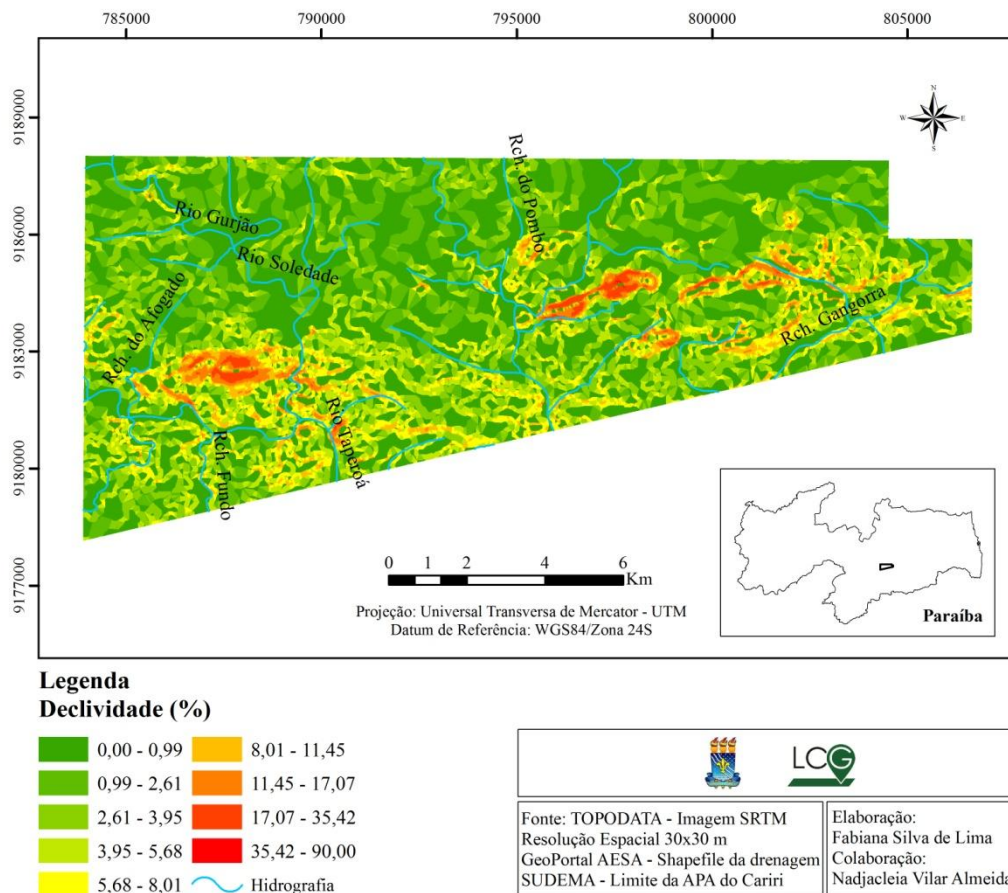 785000 790000 795000 800000 805000
9189000
9186000
9183000
9180000
9177000
N
W E
S
Rch. do Pombo
Rio Gurjão
Rio Soledade
Rch. do Afogado
Rch. Gangorra
Rio Taperoá
Rch. Fundo
0 1 2 4 6
Km
Projeção: Universal Transversa de Mercator - UTM
Datum de Referência: WGS84/Zona 24S
Paraíba
Legenda
Declividade (%)
0,00 - 0,99
0,99 - 2,61
2,61 - 3,95
3,95 - 5,68
5,68 - 8,01
8,01 - 11,45
11,45 - 17,07
17,07 - 35,42
35,42 - 90,00
Hidrografia
LCG
Fonte: TOPODATA - Imagem SRTM
Resolução Espacial 30x30 m
GeoPortal AESA - Shapefile da drenagem
SUDEMA - Limite da APA do Cariri
Elaboração:
Fabiana Silva de Lima
Colaboração:
Nadjacleia Vilar Almeida